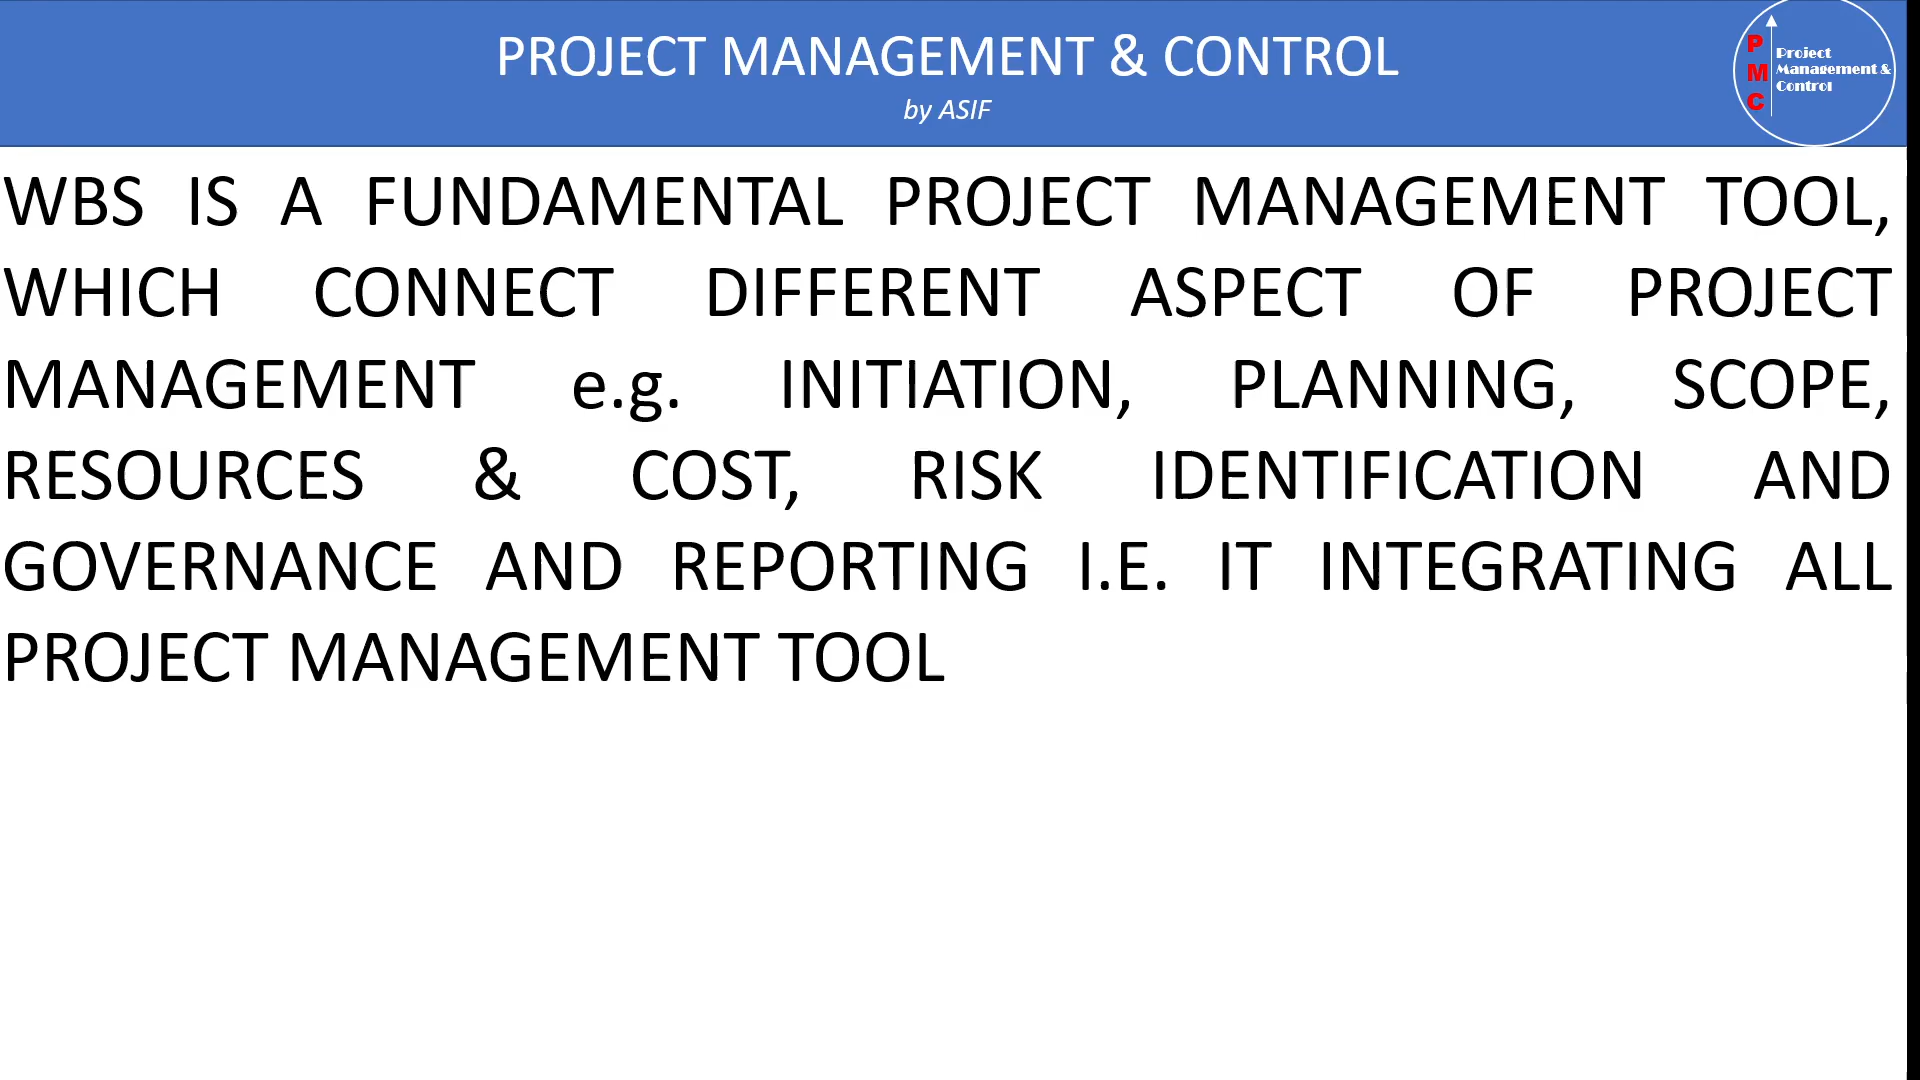 PROJECT MANAGEMENT & CONTROL
by ASIF
P
M
C
Project
Management &
Control
WBS IS A FUNDAMENTAL PROJECT MANAGEMENT TOOL,
WHICH CONNECT DIFFERENT ASPECT OF PROJECT
MANAGEMENT e.g. INITIATION, PLANNING, SCOPE,
RESOURCES & COST, RISK IDENTIFICATION AND
GOVERNANCE AND REPORTING I.E. IT INTEGRATING ALL
PROJECT MANAGEMENT TOOL